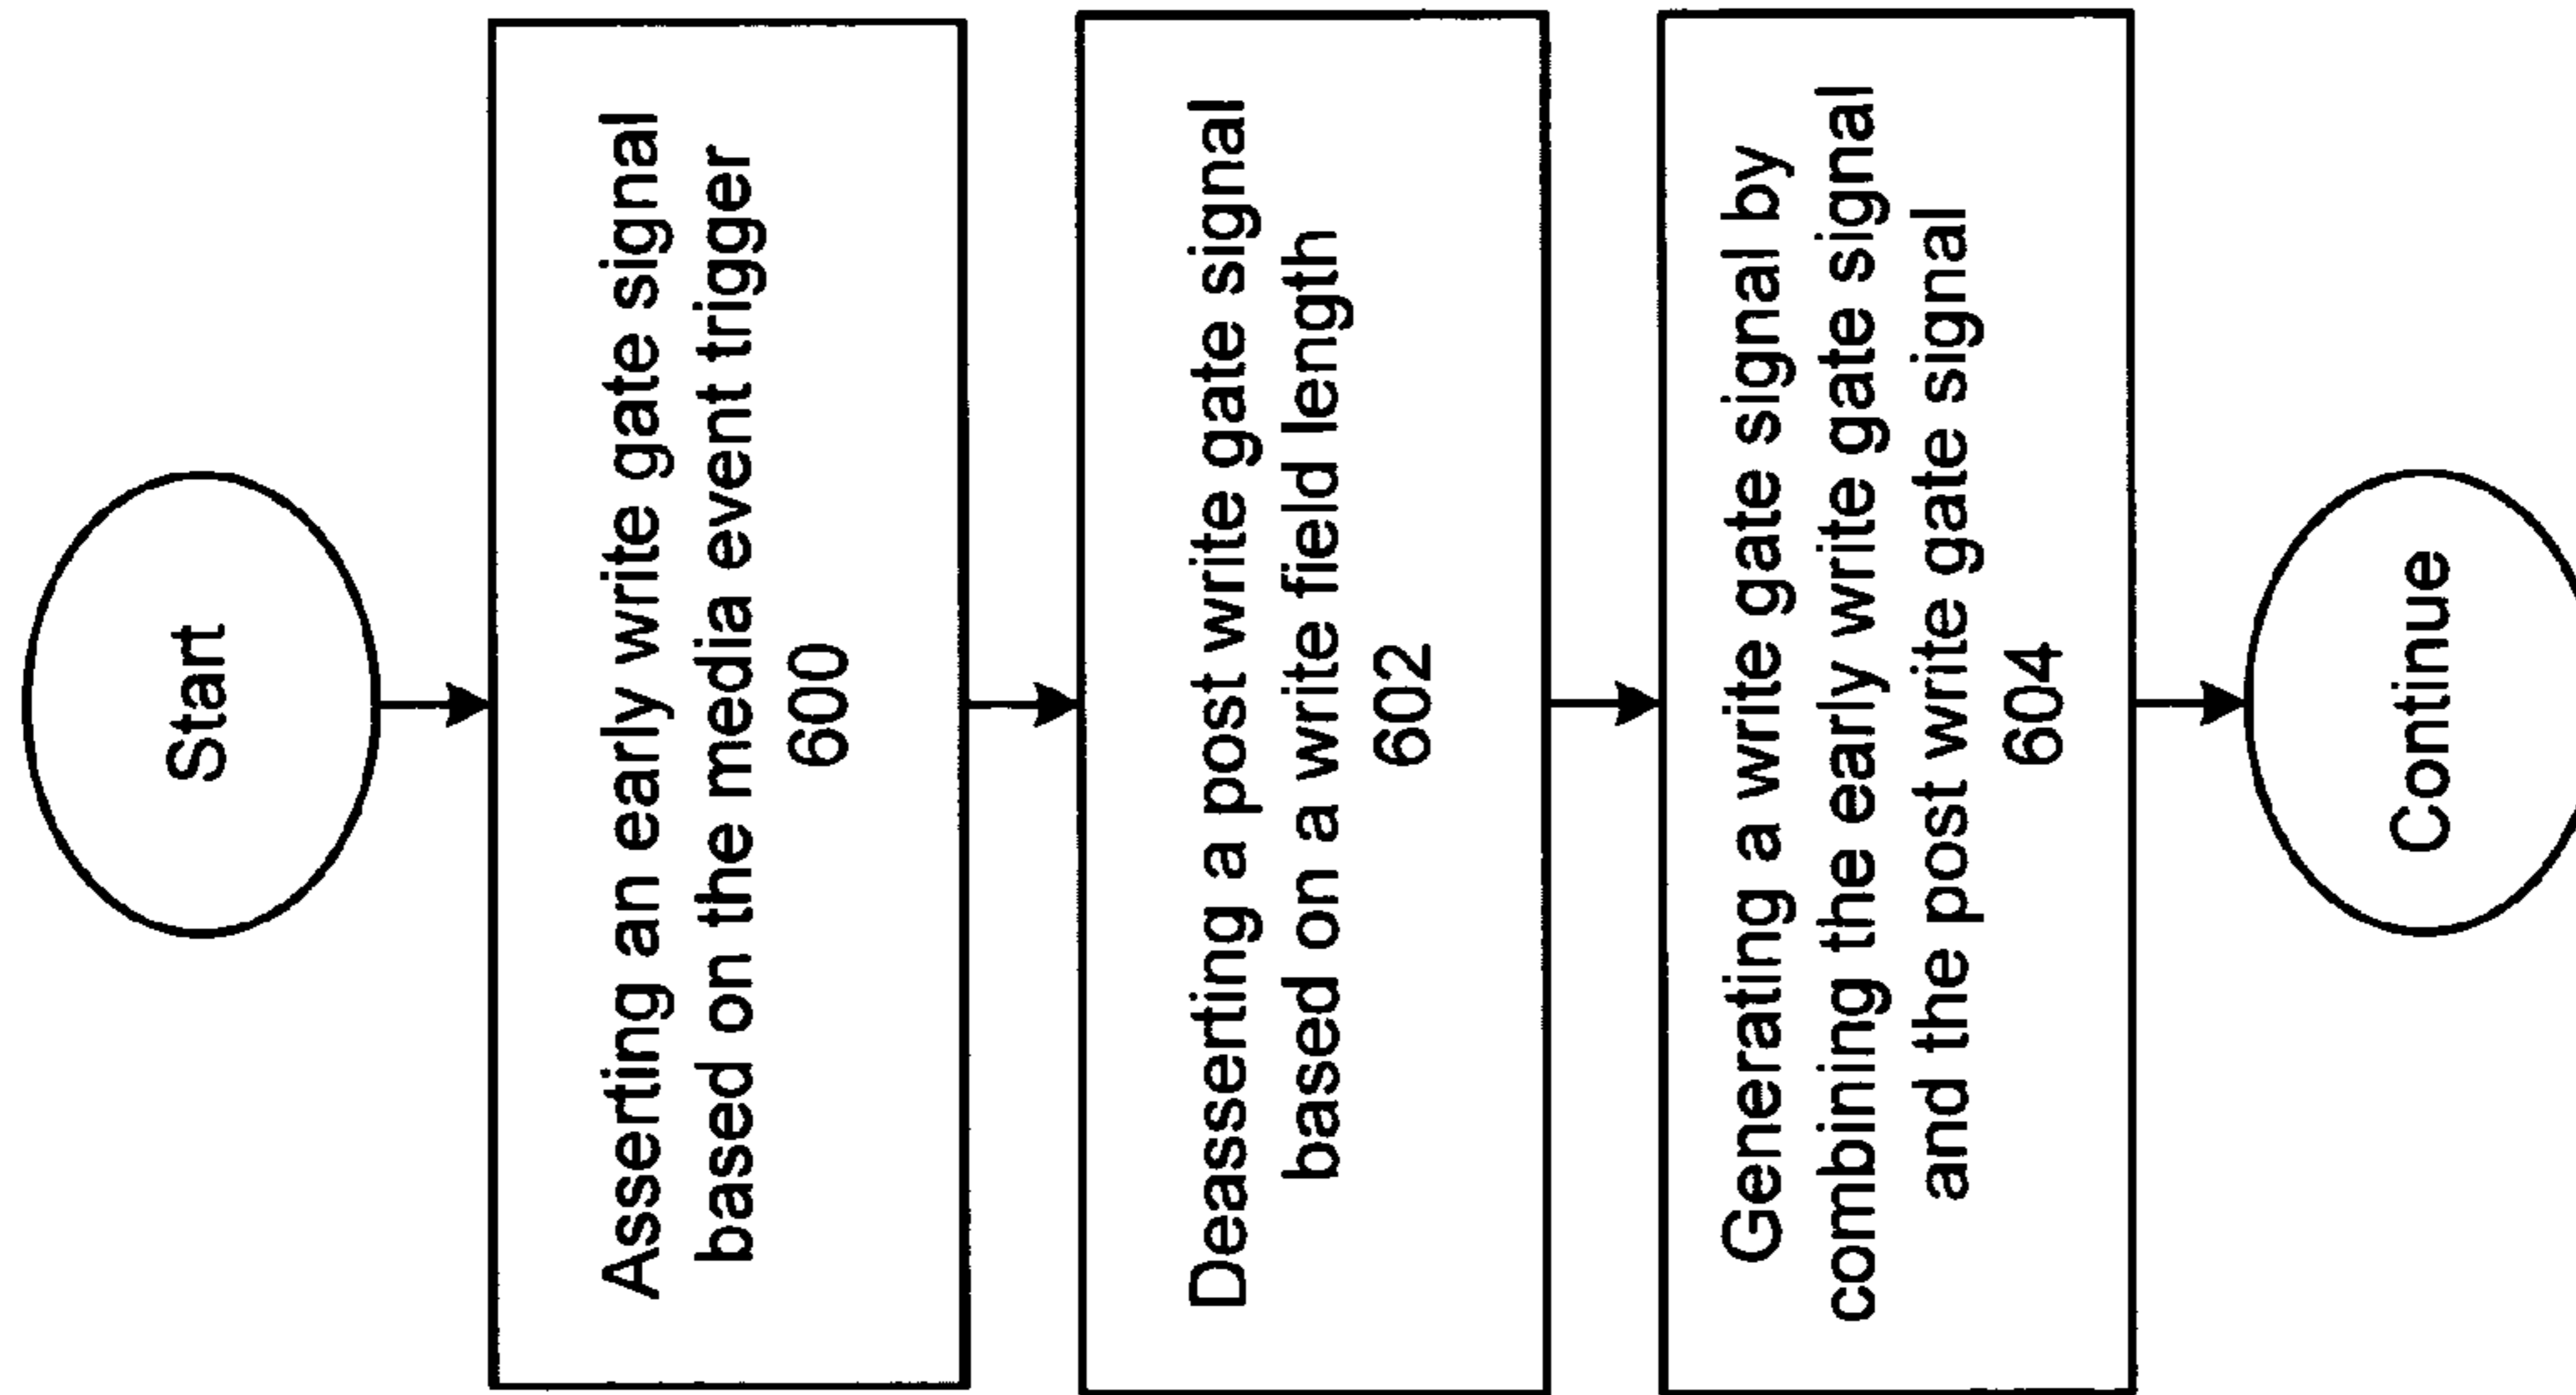 Start
Asserting an early write gate signal
based on the media event trigger
600
Deasserting a post write gate signal
based on a write field length
602
Generating a write gate signal by
combining the early write gate signal
and the post write gate signal
604
Continue